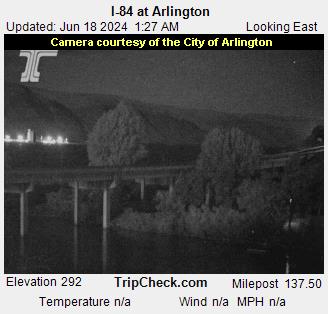 I-84 at Arlington
Updated: Jun 18 2024 1:27 AM Looking East
Camera courtesy of the City of Arlington
Elevation 292 TripCheck.com Milepost 137.50
Temperature n/a Wind n/a MPH n/a